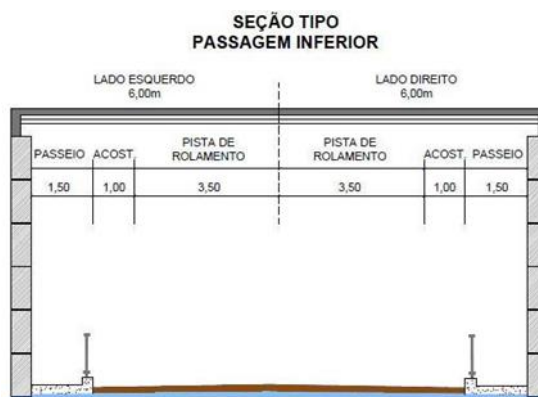 SEÇÃO TIPO
PASSAGEM INFERIOR
LADO ESQUERDO
6,00m
LADO DIREITO
6,00m
PASSEIO
ACOST.
PISTA DE
ROLAMENTO
PISTA DE
ROLAMENTO
ACOST.
PASSEIO
1,50
1,00
3,50
3,50
1,00
1,50